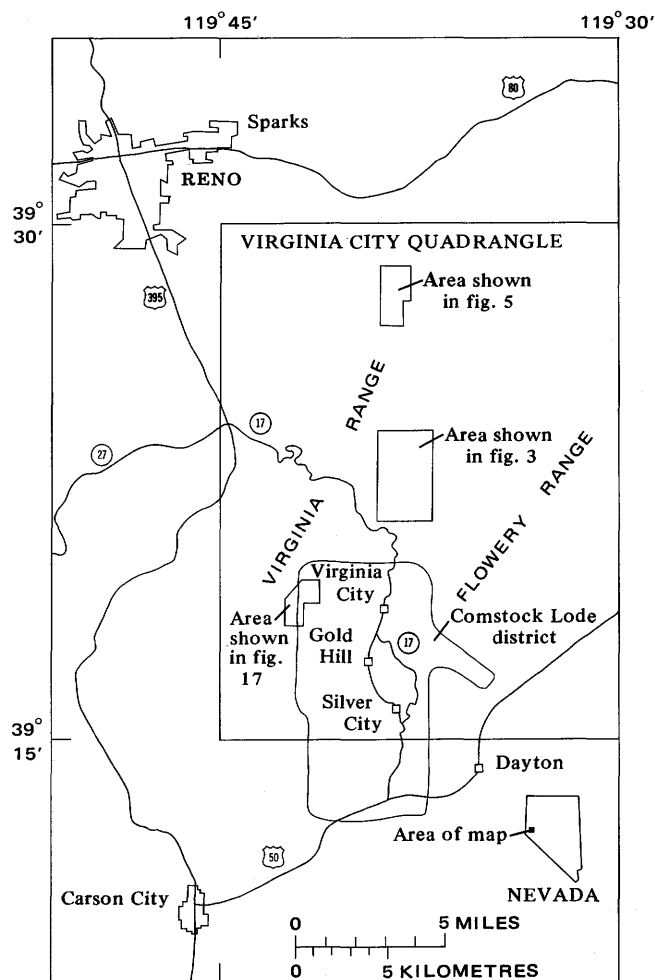 119°45′
119°30′
80
Sparks
RENO
39°
30′
VIRGINIA CITY QUADRANGLE
Area shown
in fig. 5
395
RANGE
17
Area shown
in fig. 3
27
FLOWERY RANGE
VIRGINIA
Virginia
City
Comstock Lode
district
Area
shown
in fig.
17
Gold
Hill
17
Silver
City
39°
15′
Dayton
Area of map
50
Carson City
NEVADA
0 5 MILES
0 5 KILOMETRES